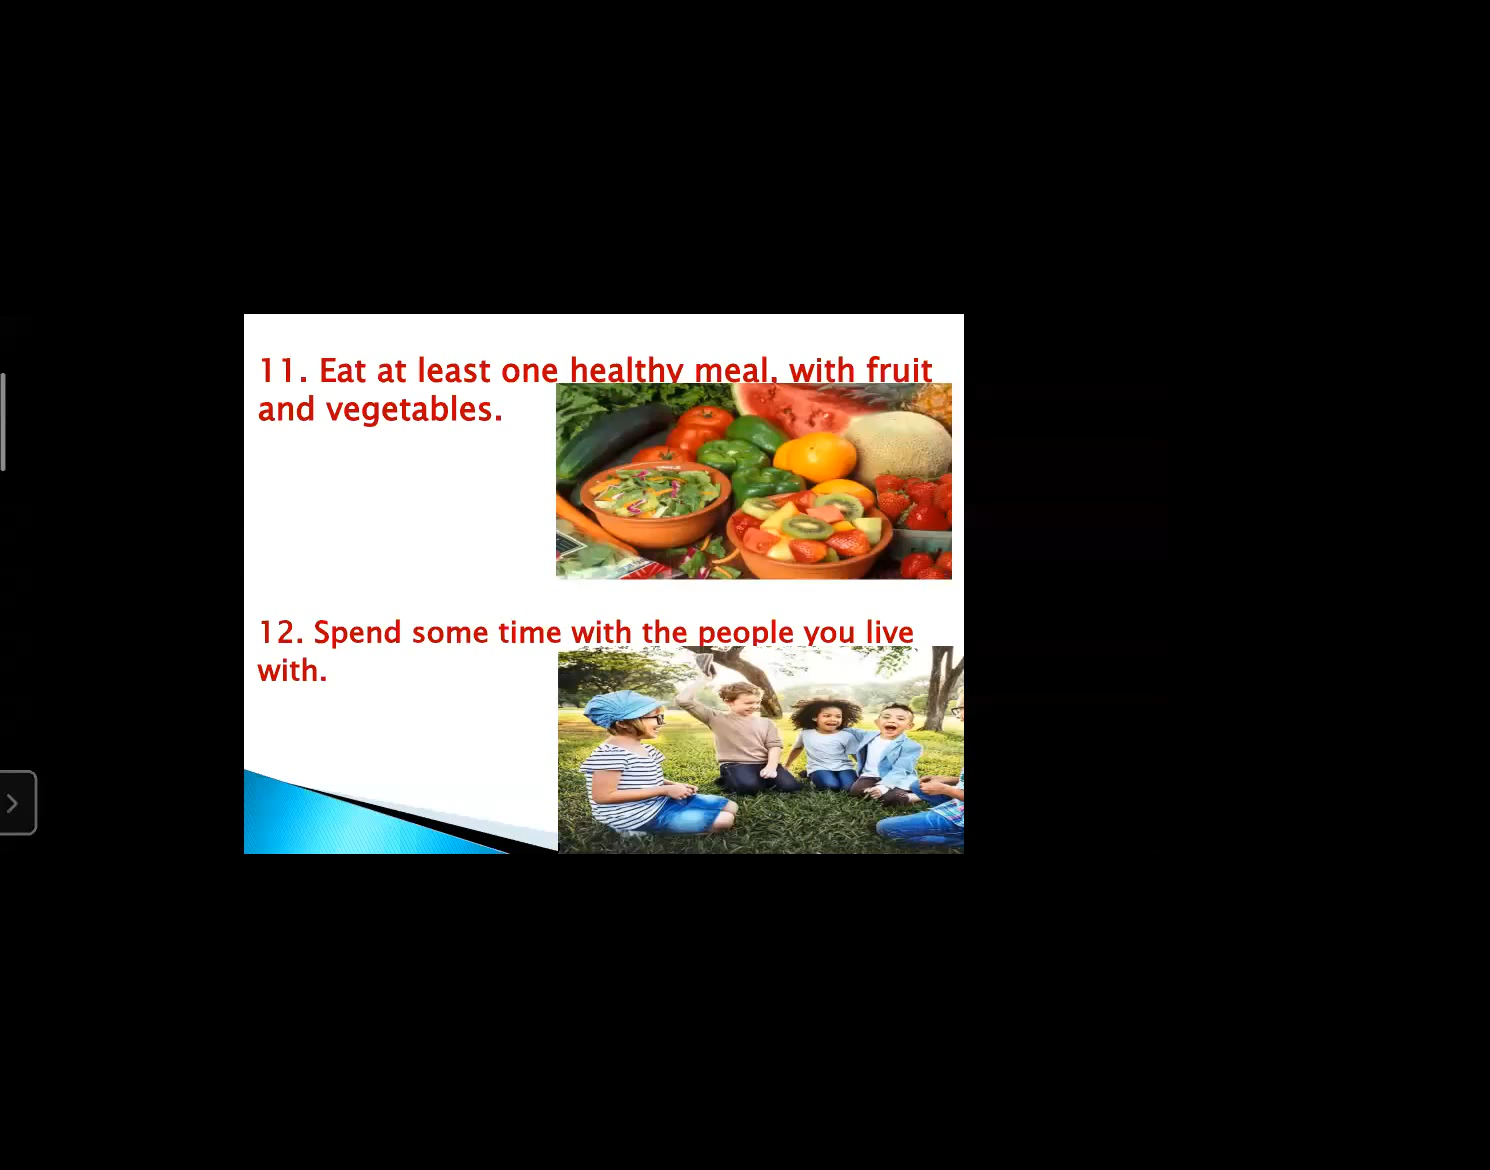 11. Eat at least one healthy meal, with fruit
and vegetables.
12. Spend some time with the people you live
with.